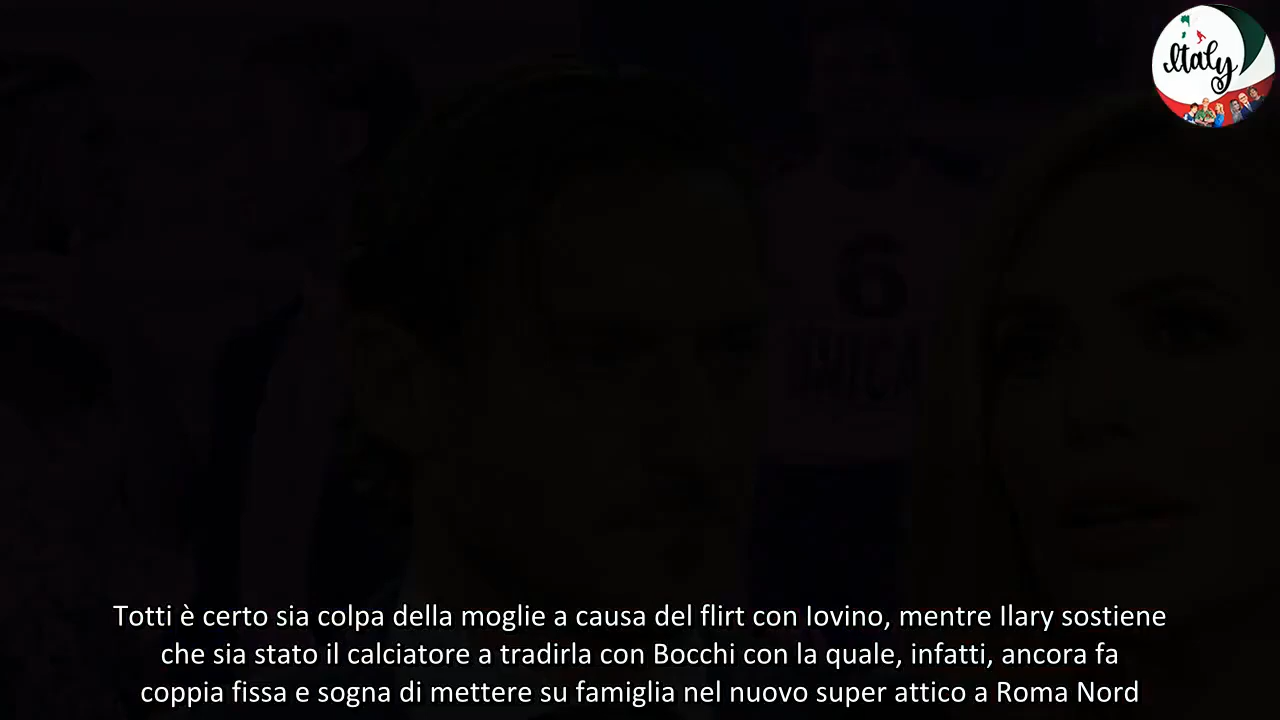 Italy
6
Totti è certo sia colpa della moglie a causa del flirt con Iovino, mentre Ilary sostiene
che sia stato il calciatore a tradirla con Bocchi con la quale, infatti, ancora fa
coppia fissa e sogna di mettere su famiglia nel nuovo super attico a Roma Nord